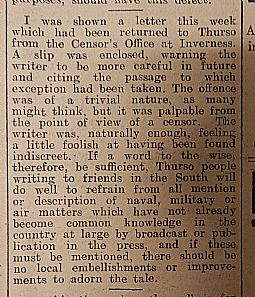 purposes, should have this defect.
I was shown a letter this week
which had been returned to Thurso
from the Censor's Office at Inverness.
A slip was enclosed, warning the
writer to be more careful in future
and citing the passage to which
exception had been taken. The offence
was of a trivial nature, as many
might think, but it was palpable from
the point of view of a censor. The
writer was, naturally enough, feeling
a little foolish at having been found
indiscreet. If a word to the wise,
therefore, be sufficient, Thurso people
writing to friends in the South will
do well to refrain from all mention
or description of naval, military or
air matters which have not already
become common knowledge in the
country at large by broadcast or pub-
lication in the press, and if these
must be mentioned, there should be
no local embellishments or improve-
ments to adorn the tale.